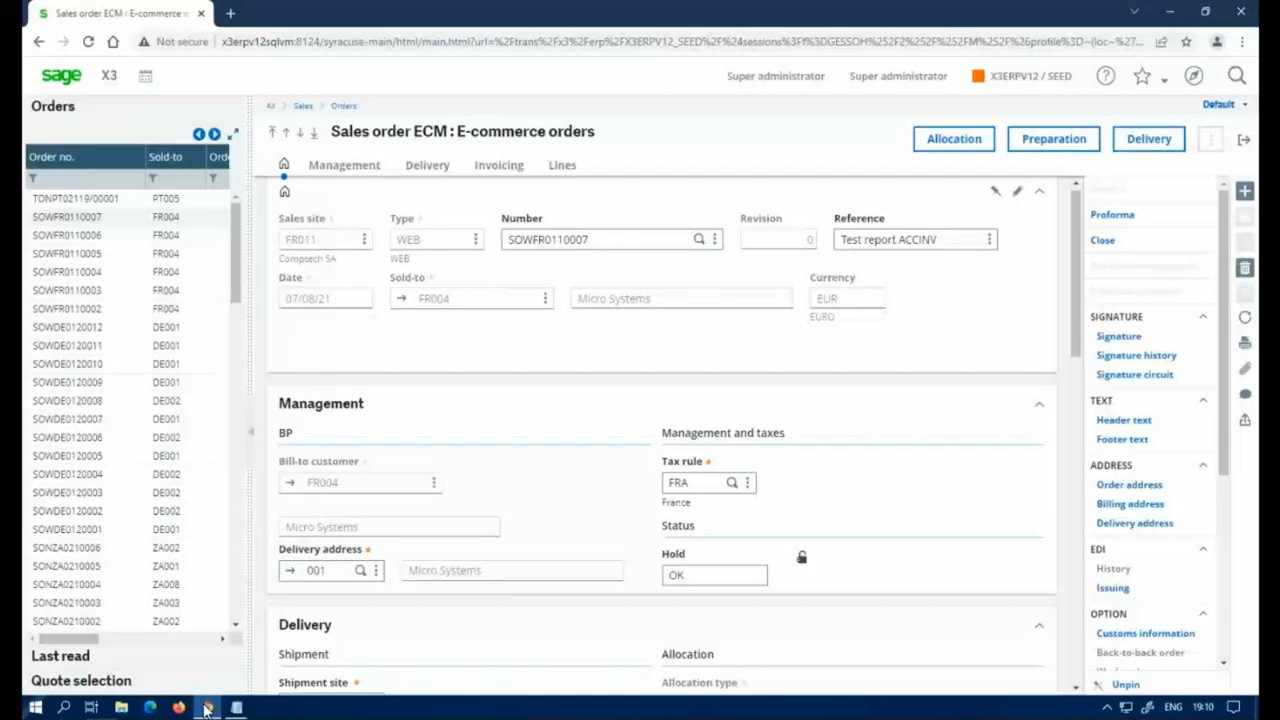 Sales order ECM : E-commerce o
Not secure
x3erpv12sqlvm:8124/syracuse-main/html/main.html?url=%2Ftrans%2Fx3%2Ferp%2FX3ERPV12_SEED%2F%24sessions%3Ff%3DGESSOH%252F2%252F%252FM%252F%26profile%3D~(loc~%27...
sage X3
Super administrator
Super administrator
X3ERPV12 / SEED
Orders
All Sales Orders
Default
Sales order ECM : E-commerce orders
Allocation
Preparation
Delivery
Management
Delivery
Invoicing
Lines
Order no. Sold-to Ord
TONPT02119/00001 PT005
SOWFR0110007 FR004
SOWFR0110006 FR004
SOWFR0110005 FR004
SOWFR0110004 FR004
SOWFR0110003 FR004
SOWFR0110002 FR004
SOWDE0120012 DE001
SOWDE0120011 DE001
SOWDE0120010 DE001
SOWDE0120009 DE001
SOWDE0120008 DE002
SOWDE0120007 DE001
SOWDE0120006 DE002
SOWDE0120005 DE001
SOWDE0120004 DE002
SOWDE0120003 DE002
SOWDE0120002 DE002
SOWDE0120001 DE001
SONZA0210006 ZA002
SONZA0210005 ZA001
SONZA0210004 ZA008
SONZA0210003 ZA003
SONZA0210002 ZA002
Last read
Quote selection
Sales site Type Number Revision Reference
FR011 WEB SOWFR0110007 0 Test report ACCINV
Comptech SA WEB
Date Sold-to Currency
07/08/21 FR004 Micro Systems EUR
EURO
Management
BP Management and taxes
Bill-to customer Tax rule
FR004 FRA
France
Micro Systems Status
Delivery address Hold
001 Micro Systems OK
Delivery
Shipment Allocation
Shipment site Allocation type
Proforma
Close
SIGNATURE
Signature
Signature history
Signature circuit
TEXT
Header text
Footer text
ADDRESS
Order address
Billing address
Delivery address
EDI
History
Issuing
OPTION
Customs information
Back-to-back order
Unpin
ENG 19:10